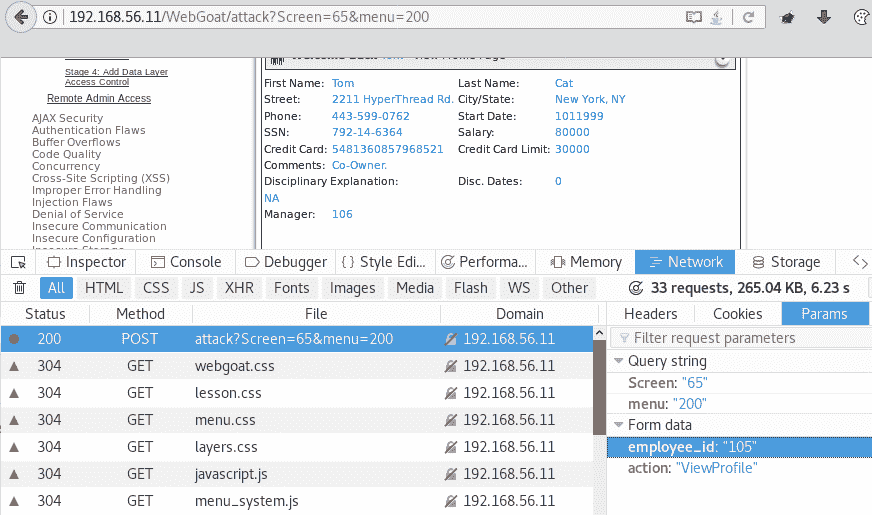 192.168.56.11/WebGoat/attack?Screen=65&menu=200
Stage 4: Add Data Layer
Access Control
Remote Admin Access
AJAX Security
Authentication Flaws
Buffer Overflows
Code Quality
Concurrency
Cross-Site Scripting (XSS)
Improper Error Handling
Injection Flaws
Denial of Service
Insecure Communication
Insecure Configuration
First Name: Tom Last Name: Cat
Street: 2211 HyperThread Rd. City/State: New York, NY
Phone: 443-599-0762 Start Date: 1011999
SSN: 792-14-6364 Salary: 80000
Credit Card: 5481360857968521 Credit Card Limit: 30000
Comments: Co-Owner.
Disciplinary Explanation: Disc. Dates: 0
NA
Manager: 106
Inspector Console Debugger { } Style Edi... Performa... Memory Network Storage
All HTML CSS JS XHR Fonts Images Media Flash WS Other 33 requests, 265.04 KB, 6.23 s
Status Method File Domain Headers Cookies Params
200 POST attack?Screen=65&menu=200 192.168.56.11
304 GET webgoat.css 192.168.56.11
304 GET lesson.css 192.168.56.11
304 GET menu.css 192.168.56.11
304 GET layers.css 192.168.56.11
304 GET javascript.js 192.168.56.11
304 GET menu_system.js 192.168.56.11
Filter request parameters
Query string
Screen: "65"
menu: "200"
Form data
employee_id: "105"
action: "ViewProfile"